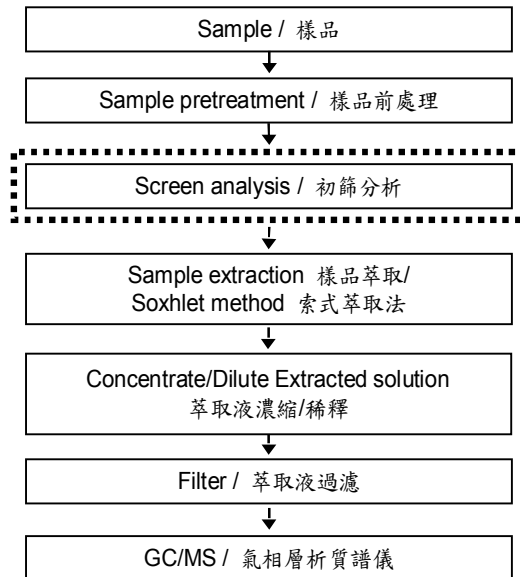 Sample / 樣品
Sample pretreatment / 樣品前處理
Screen analysis / 初篩分析
Sample extraction 樣品萃取/
Soxhlet method 索式萃取法
Concentrate/Dilute Extracted solution
萃取液濃縮/稀釋
Filter / 萃取液過濾
GC/MS / 氣相層析質譜儀